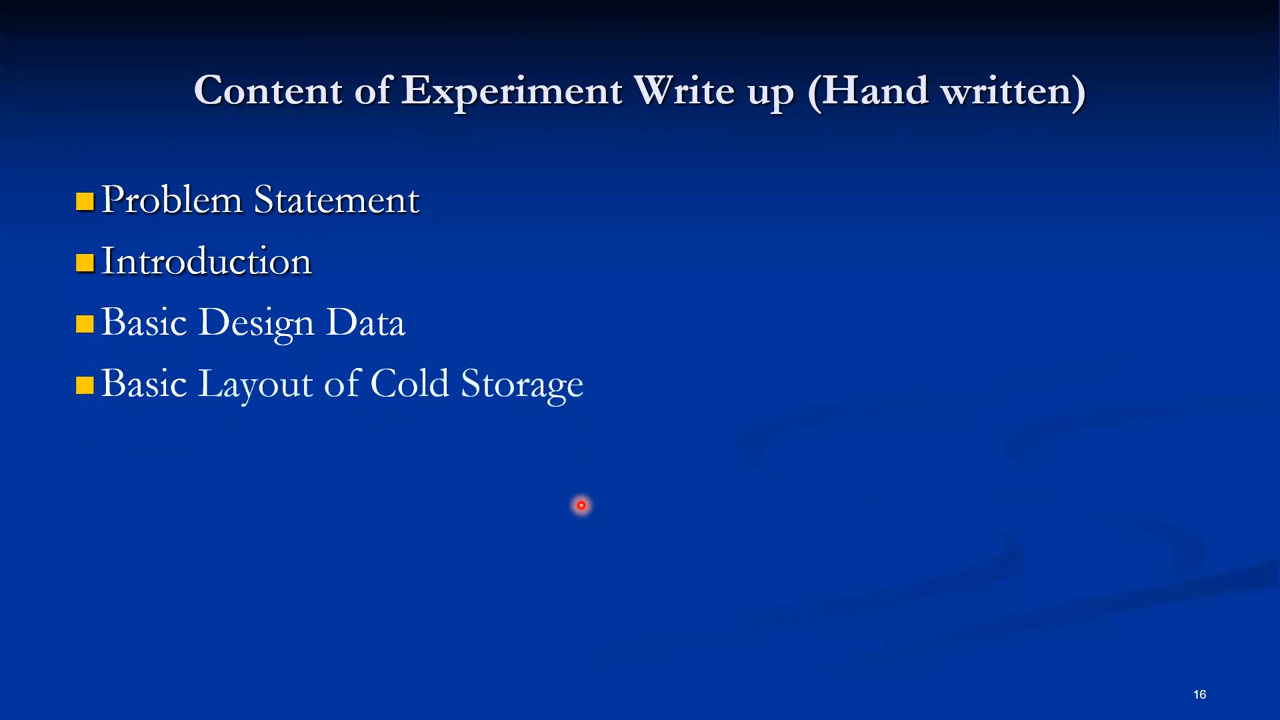 Content of Experiment Write up (Hand written)
Problem Statement
Introduction
Basic Design Data
Basic Layout of Cold Storage
16